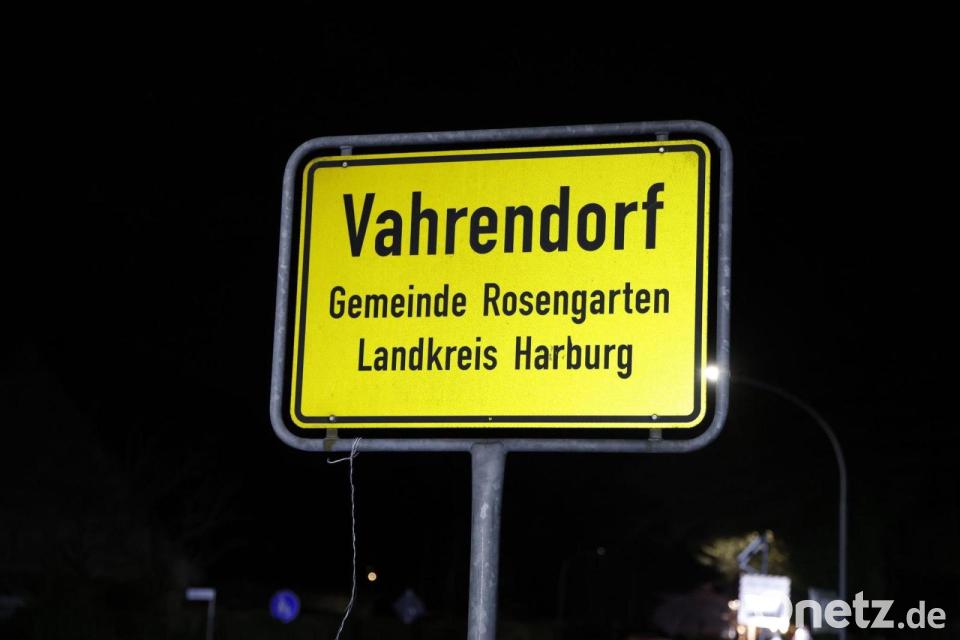 Vahrendorf
Gemeinde Rosengarten
Landkreis Harburg
netz.de